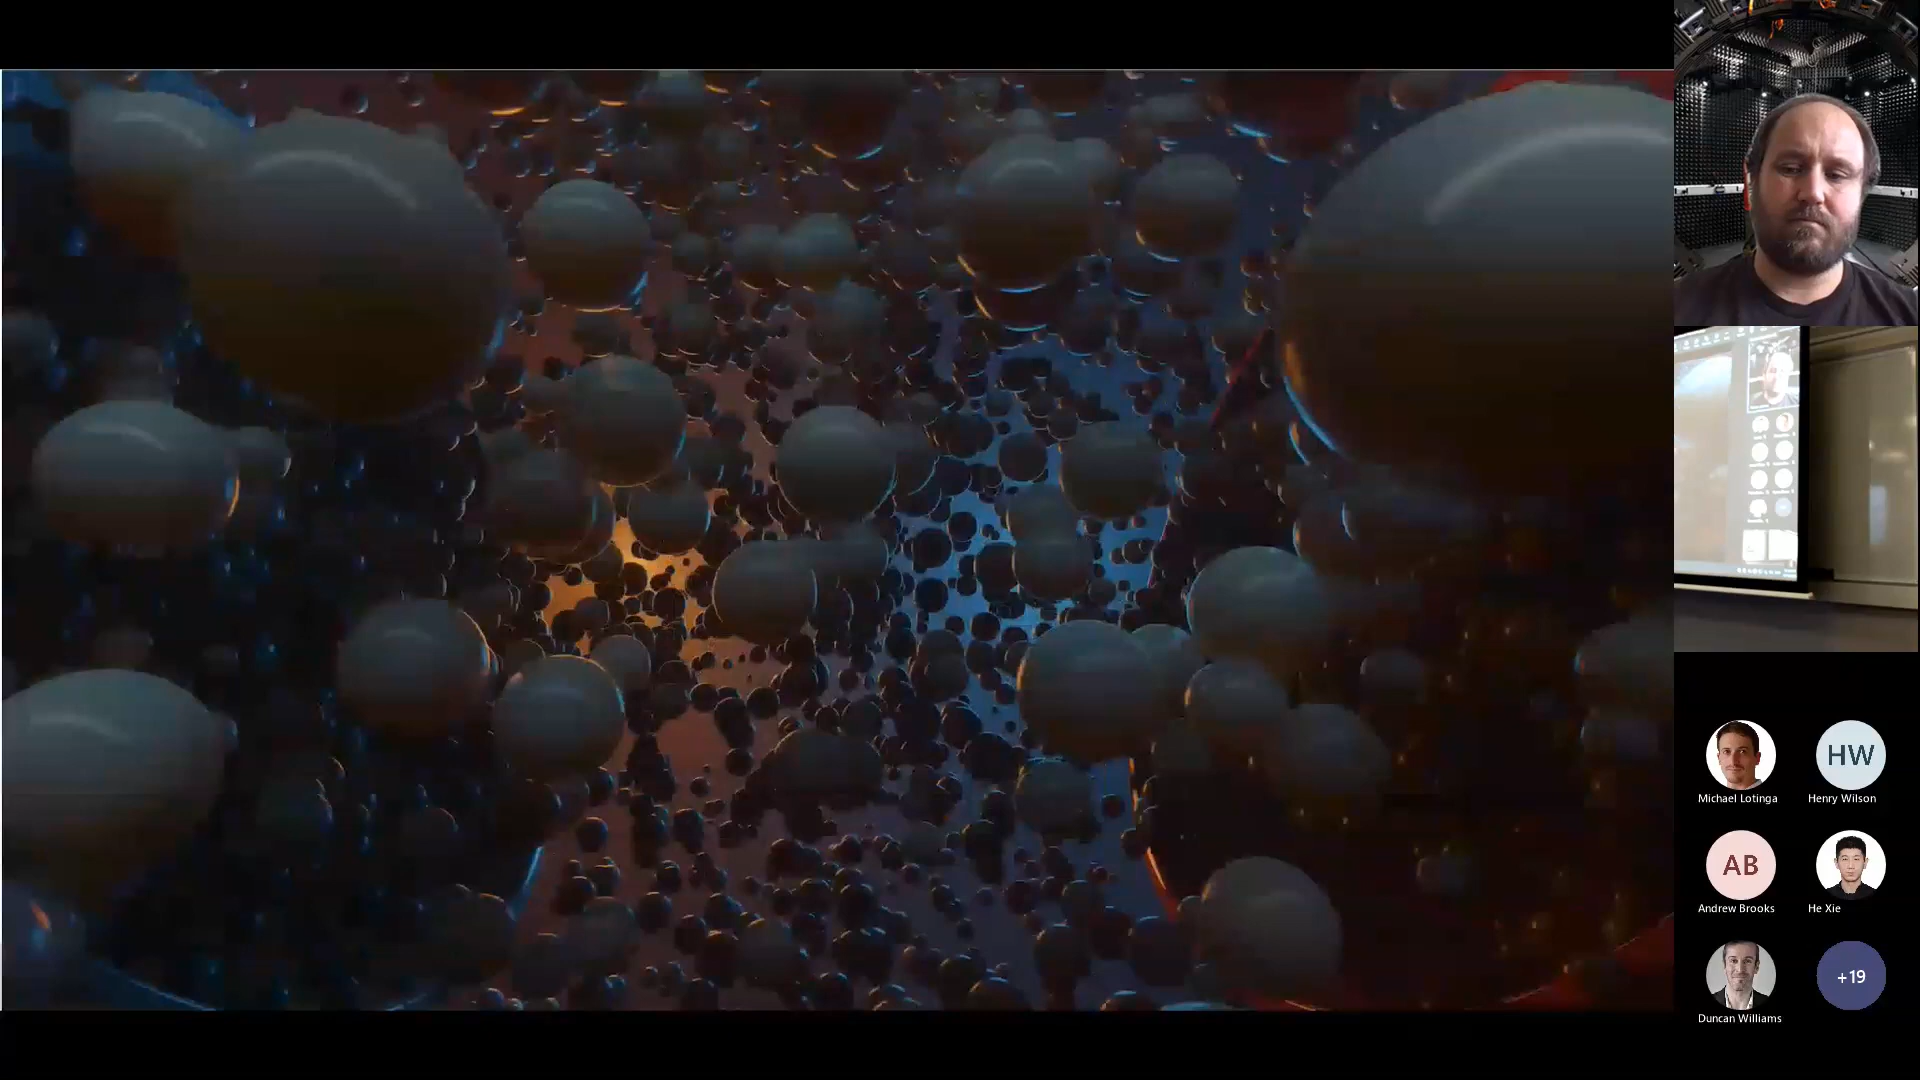 Michael Lotinga
HW
Henry Wilson
AB
Andrew Brooks
He Xie
Duncan Williams
+19